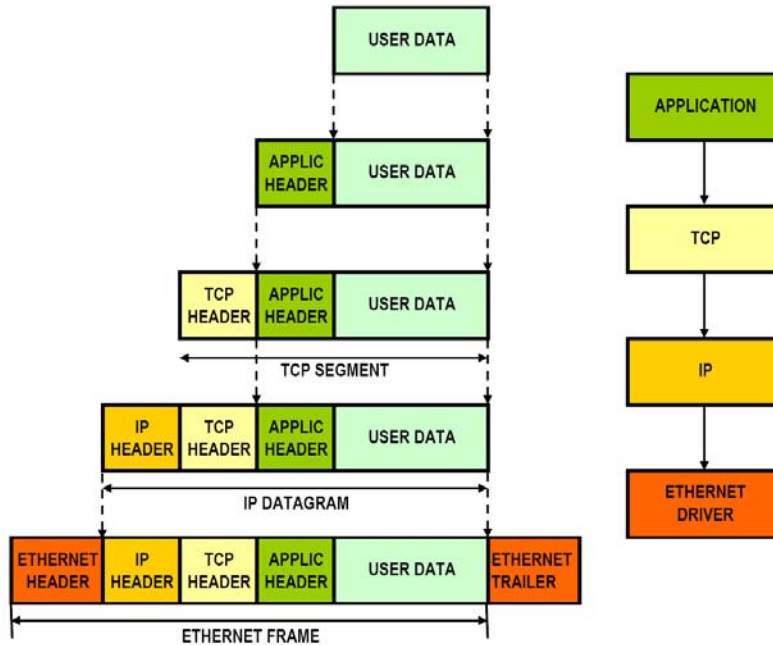 USER DATA
APPLICATION
APPLIC
HEADER
USER DATA
TCP
TCP
HEADER
APPLIC
HEADER
USER DATA
TCP SEGMENT
IP
IP
HEADER
TCP
HEADER
APPLIC
HEADER
USER DATA
IP DATAGRAM
ETHERNET
DRIVER
ETHERNET
HEADER
IP
HEADER
TCP
HEADER
APPLIC
HEADER
USER DATA
ETHERNET
TRAILER
ETHERNET FRAME